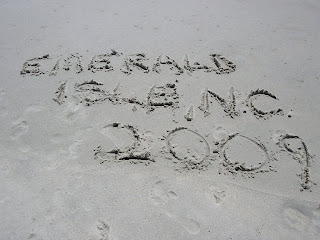 EMERALD
ISLE, N.C.
2009